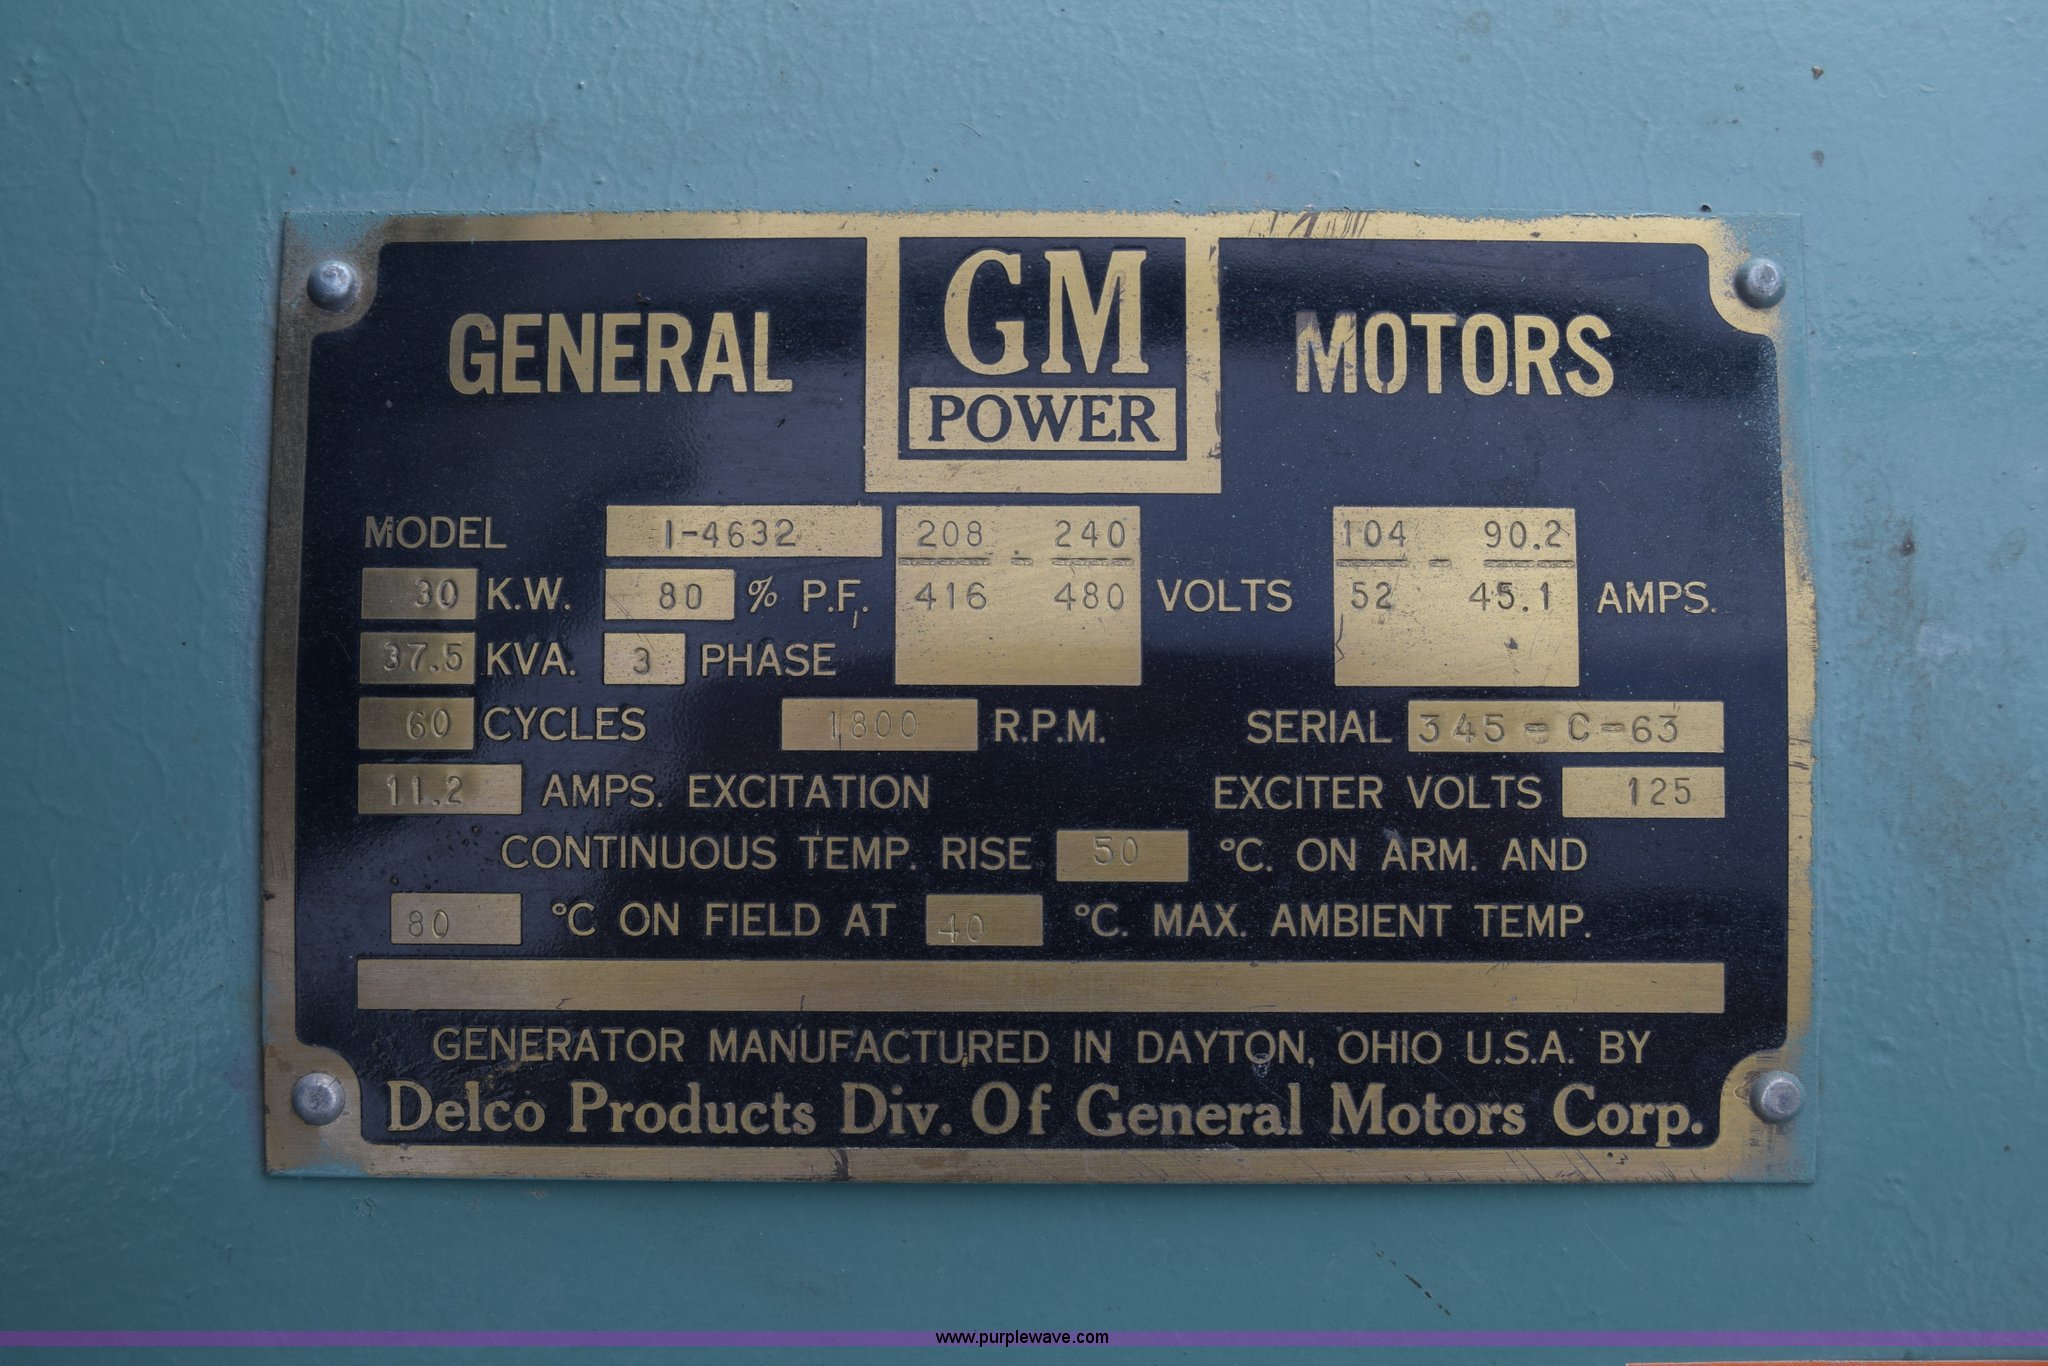 GENERAL GM MOTORS
POWER
MODEL 1-4632 208 - 240 104 - 90.2
30 K.W. 80 % P.F. 416 480 VOLTS 52 45.1 AMPS.
37.5 KVA. 3 PHASE
60 CYCLES 1800 R.P.M. SERIAL 345-C-63
11.2 AMPS. EXCITATION EXCITER VOLTS 125
CONTINUOUS TEMP. RISE 50 °C. ON ARM. AND
80 °C ON FIELD AT 40 °C. MAX. AMBIENT TEMP.
GENERATOR MANUFACTURED IN DAYTON, OHIO U.S.A. BY
Delco Products Div. Of General Motors Corp.
www.purplewave.com